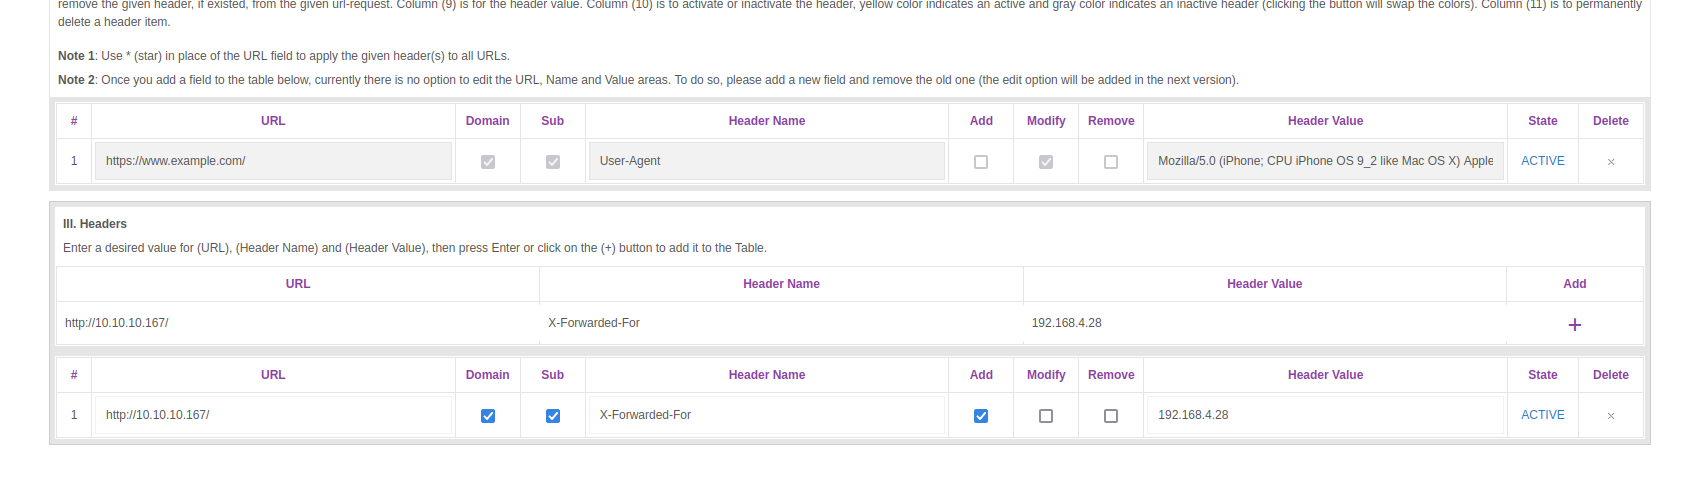 remove the given header, if existed, from the given url-request. Column (9) is for the header value. Column (10) is to activate or inactivate the header, yellow color indicates an active and gray color indicates an inactive header (clicking the button will swap the colors). Column (11) is to permanently
delete a header item.
Note 1: Use * (star) in place of the URL field to apply the given header(s) to all URLs.
Note 2: Once you add a field to the table below, currently there is no option to edit the URL, Name and Value areas. To do so, please add a new field and remove the old one (the edit option will be added in the next version).
# URL Domain Sub Header Name Add Modify Remove Header Value State Delete
1 https://www.example.com/ User-Agent Mozilla/5.0 (iPhone; CPU iPhone OS 9_2 like Mac OS X) Apple ACTIVE ×
III. Headers
Enter a desired value for (URL), (Header Name) and (Header Value), then press Enter or click on the (+) button to add it to the Table.
URL Header Name Header Value Add
http://10.10.10.167/ X-Forwarded-For 192.168.4.28 +
# URL Domain Sub Header Name Add Modify Remove Header Value State Delete
1 http://10.10.10.167/ X-Forwarded-For 192.168.4.28 ACTIVE ×